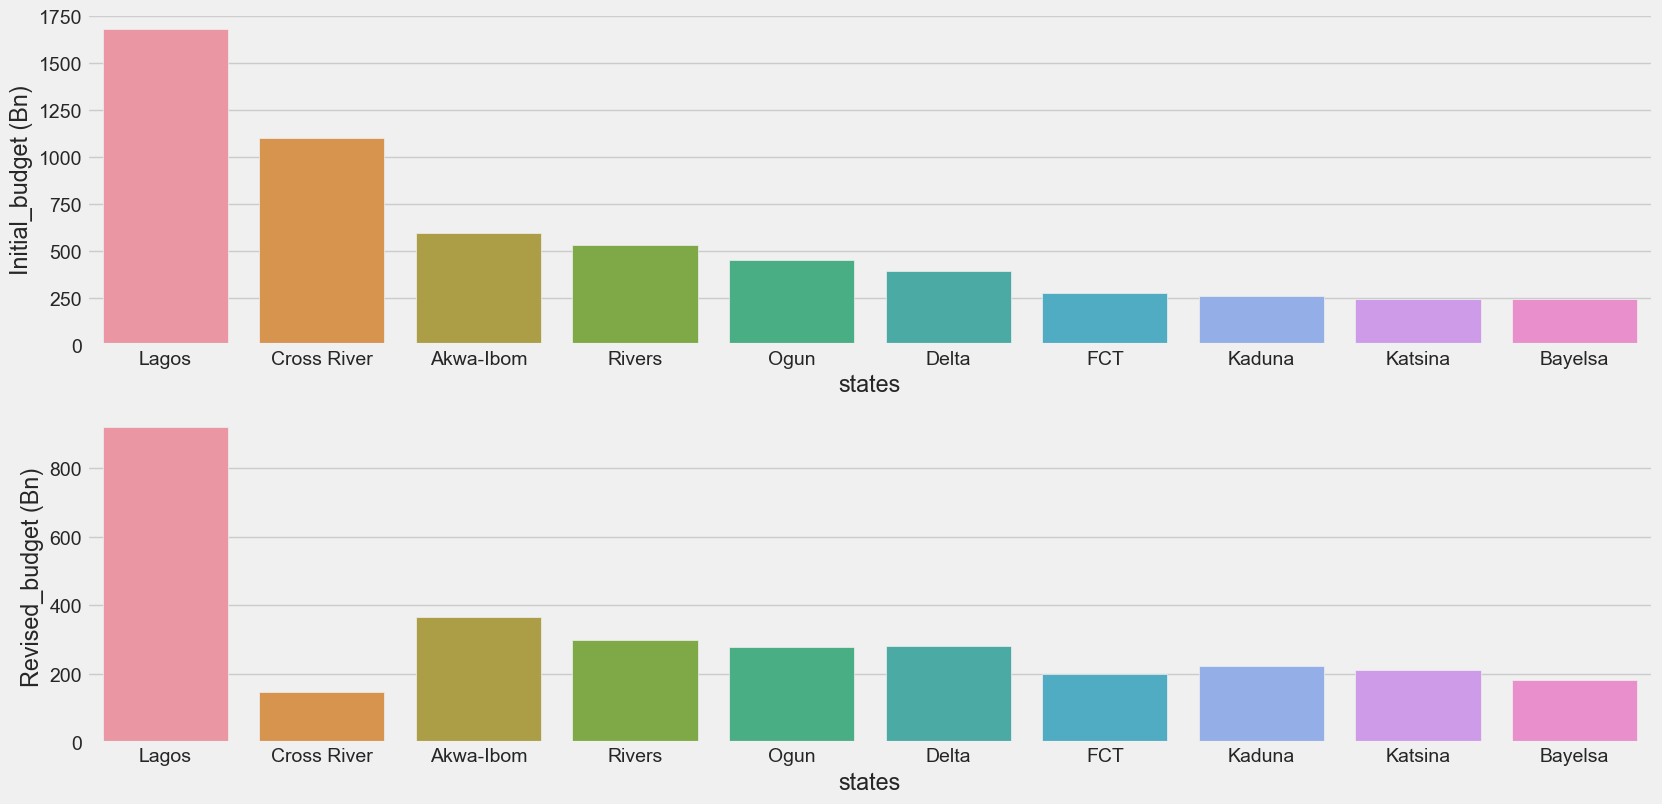 Initial_budget (Bn)
1750
1500
1250
1000
750
500
250
0
Lagos Cross River Akwa-Ibom Rivers Ogun Delta FCT Kaduna Katsina Bayelsa
states
Revised_budget (Bn)
800
600
400
200
0
Lagos Cross River Akwa-Ibom Rivers Ogun Delta FCT Kaduna Katsina Bayelsa
states